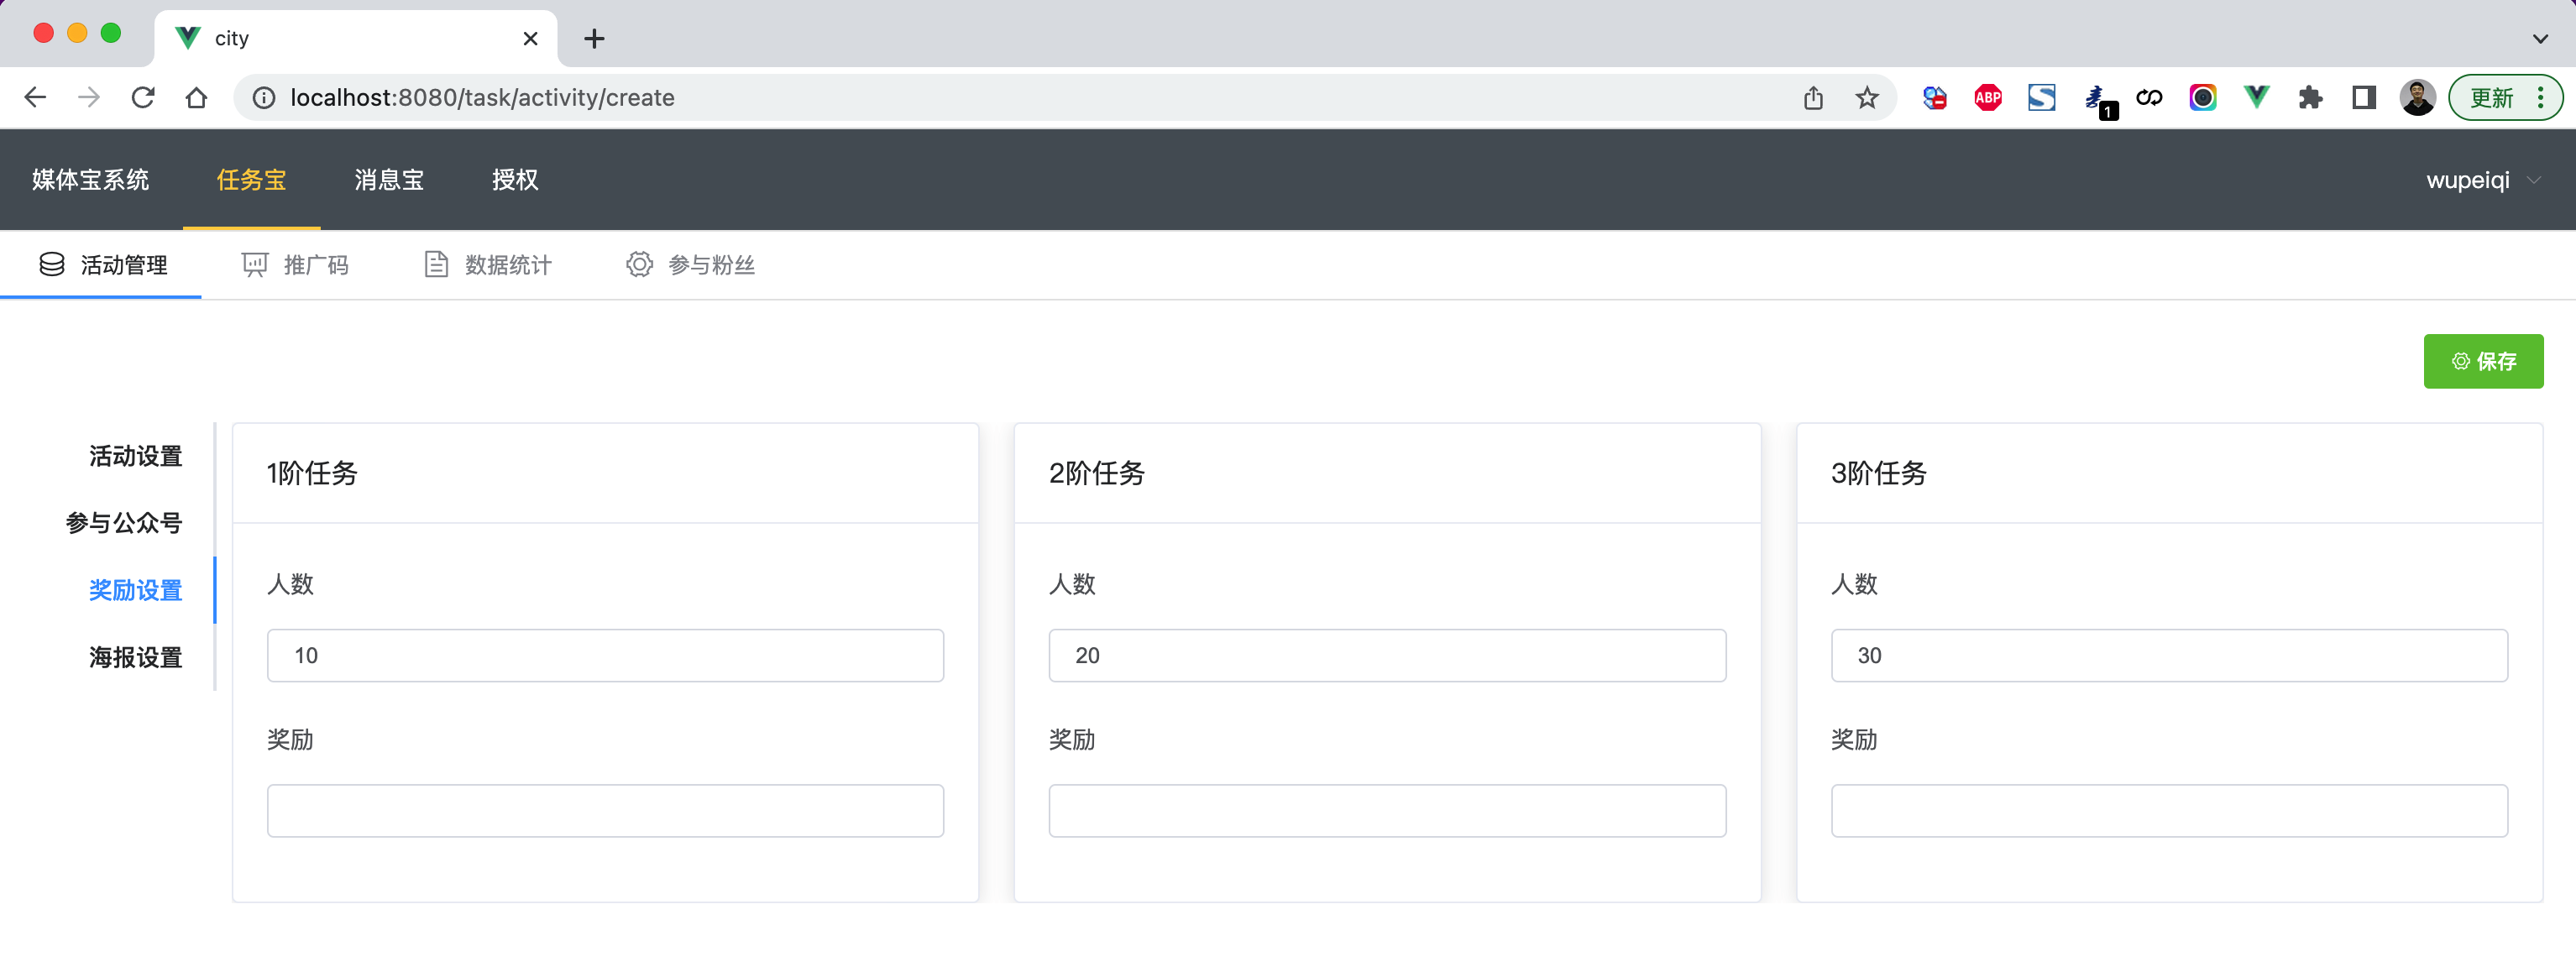 city
localhost:8080/task/activity/create
ABP
1
更新
媒体宝系统 任务宝 消息宝 授权 wupeiqi
活动管理 推广码 数据统计 参与粉丝
保存
活动设置
参与公众号
奖励设置
海报设置
1阶任务
人数
10
奖励
2阶任务
人数
20
奖励
3阶任务
人数
30
奖励